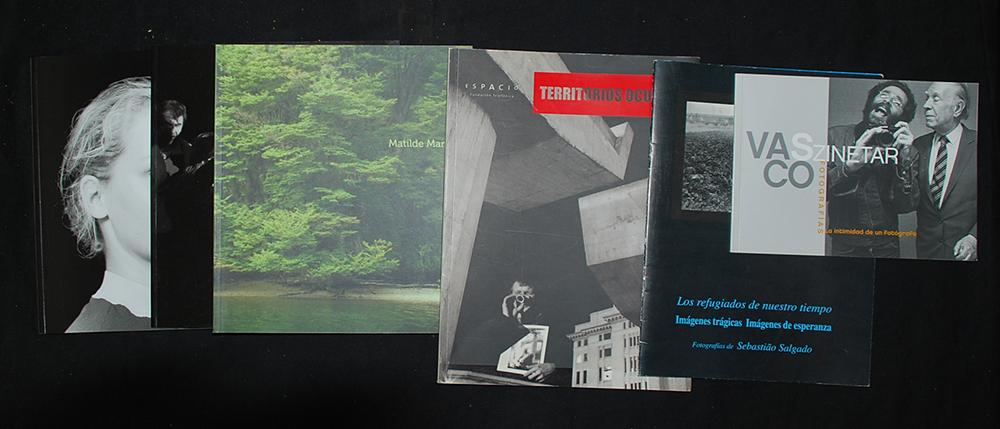 Matilde Mar
ESPACIO
Fundación Telefónica
TERRITORIOS OCU
Los refugiados de nuestro tiempo
Imágenes trágicas Imágenes de esperanza
Fotografías de Sebastião Salgado
VAS
CO
ZINETAR
FOTOGRAFÍAS
La intimidad de un Fotógrafo